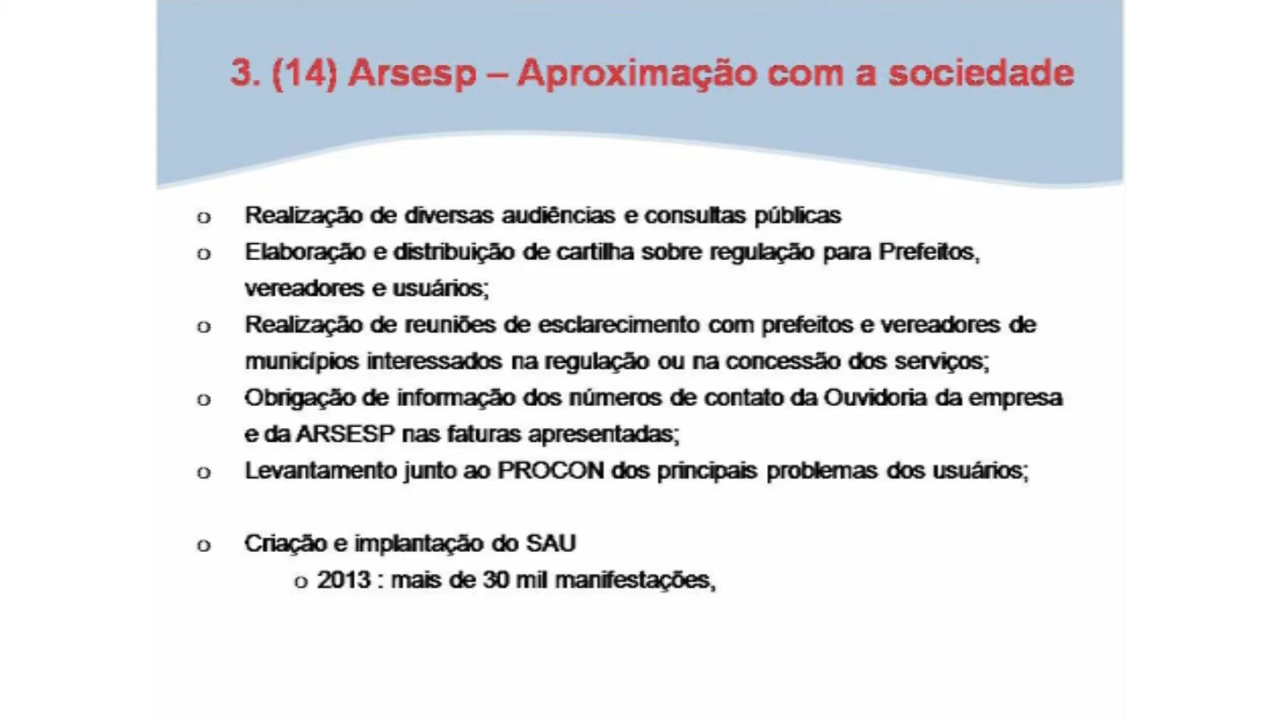 3. (14) Arsesp – Aproximação com a sociedade
o Realização de diversas audiências e consultas públicas
o Elaboração e distribuição de cartilha sobre regulação para Prefeitos,
vereadores e usuários;
o Realização de reuniões de esclarecimento com prefeitos e vereadores de
municípios interessados na regulação ou na concessão dos serviços;
o Obrigação de informação dos números de contato da Ouvidoria da empresa
e da ARSESP nas faturas apresentadas;
o Levantamento junto ao PROCON dos principais problemas dos usuários;
o Criação e implantação do SAU
o 2013 : mais de 30 mil manifestações,